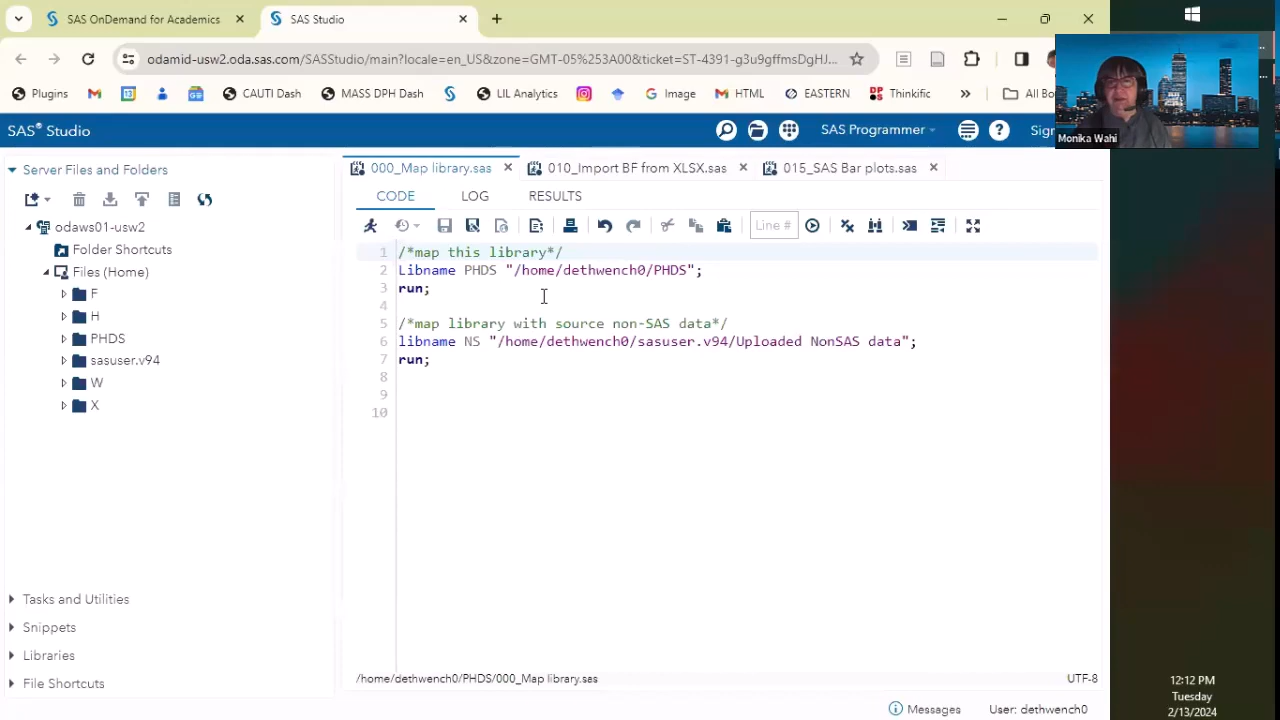 SAS OnDemand for Academics
SAS Studio
odamid-usw2.oda.sas.com/SASStudio/main?locale=en_US&zone=GMT-05%253A00&ticket=ST-4391-g3u9gffmsDgHJ...
Plugins
CAUTI Dash
MASS DPH Dash
LIL Analytics
Image
HTML
EASTERN
Thinkific
»
All Bo
Monika Wahi
SAS® Studio
SAS Programmer
Sign
Server Files and Folders
000_Map library.sas
010_Import BF from XLSX.sas
015_SAS Bar plots.sas
CODE LOG RESULTS
Line #
odaws01-usw2
Folder Shortcuts
Files (Home)
F
H
PHDS
sasuser.v94
W
X
1 /*map this library*/
2 Libname PHDS "/home/dethwench0/PHDS";
3 run;
4
5 /*map library with source non-SAS data*/
6 libname NS "/home/dethwench0/sasuser.v94/Uploaded NonSAS data";
7 run;
8
9
10
Tasks and Utilities
Snippets
Libraries
File Shortcuts
/home/dethwench0/PHDS/000_Map library.sas
UTF-8
Messages
User: dethwench0
12:12 PM
Tuesday
2/13/2024